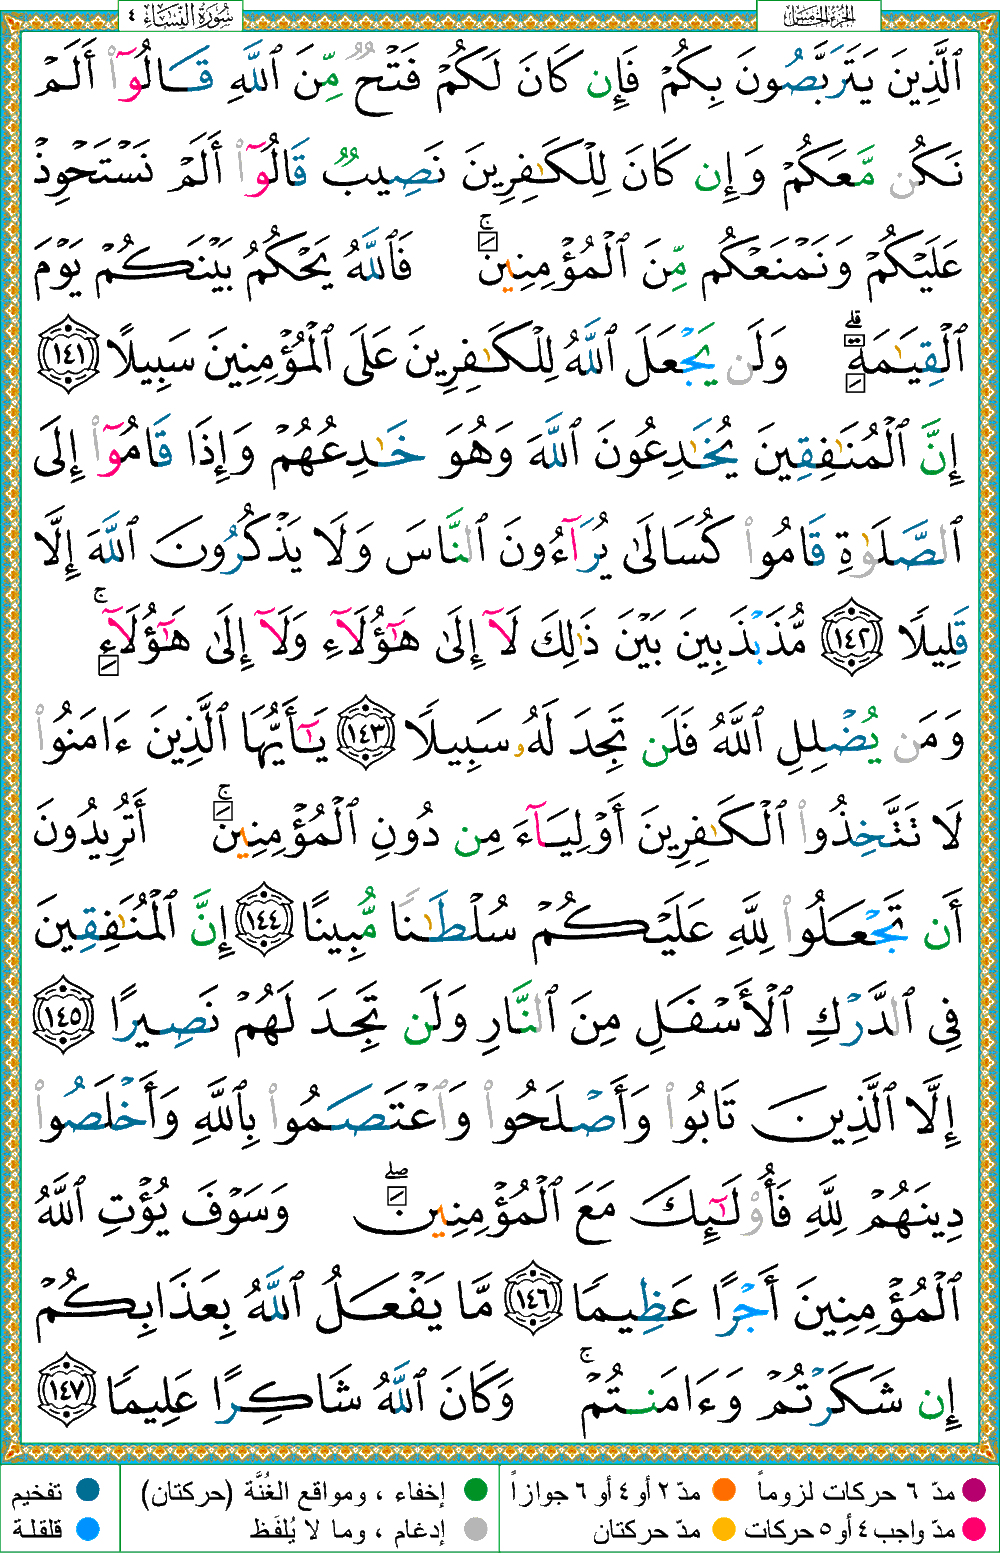 الجزء الخامس
سُورَةُ النِّسَاءِ ٤
ٱلَّذِينَ يَتَرَبَّصُونَ بِكُمْ فَإِن كَانَ لَكُمْ فَتْحٌ مِّنَ ٱللَّهِ قَالُوٓا۟ أَلَمْ
نَكُن مَّعَكُمْ وَإِن كَانَ لِلْكَـٰفِرِينَ نَصِيبٌ قَالُوٓا۟ أَلَمْ نَسْتَحْوِذْ
عَلَيْكُمْ وَنَمْنَعْكُم مِّنَ ٱلْمُؤْمِنِينَ ۚ فَٱللَّهُ يَحْكُمُ بَيْنَكُمْ يَوْمَ
ٱلْقِيَـٰمَةِ ۗ وَلَن يَجْعَلَ ٱللَّهُ لِلْكَـٰفِرِينَ عَلَى ٱلْمُؤْمِنِينَ سَبِيلًا ١٤١
إِنَّ ٱلْمُنَـٰفِقِينَ يُخَـٰدِعُونَ ٱللَّهَ وَهُوَ خَـٰدِعُهُمْ وَإِذَا قَامُوٓا۟ إِلَى
ٱلصَّلَوٰةِ قَامُوا۟ كُسَالَىٰ يُرَآءُونَ ٱلنَّاسَ وَلَا يَذْكُرُونَ ٱللَّهَ إِلَّا
قَلِيلًا ١٤٢ مُّذَبْذَبِينَ بَيْنَ ذَٰلِكَ لَآ إِلَىٰ هَـٰٓؤُلَآءِ وَلَآ إِلَىٰ هَـٰٓؤُلَآءِ ۚ
وَمَن يُضْلِلِ ٱللَّهُ فَلَن تَجِدَ لَهُۥ سَبِيلًا ١٤٣ يَـٰٓأَيُّهَا ٱلَّذِينَ ءَامَنُوا۟
لَا تَتَّخِذُوا۟ ٱلْكَـٰفِرِينَ أَوْلِيَآءَ مِن دُونِ ٱلْمُؤْمِنِينَ ۚ أَتُرِيدُونَ
أَن تَجْعَلُوا۟ لِلَّهِ عَلَيْكُمْ سُلْطَـٰنًا مُّبِينًا ١٤٤ إِنَّ ٱلْمُنَـٰفِقِينَ
فِى ٱلدَّرْكِ ٱلْأَسْفَلِ مِنَ ٱلنَّارِ وَلَن تَجِدَ لَهُمْ نَصِيرًا ١٤٥
إِلَّا ٱلَّذِينَ تَابُوا۟ وَأَصْلَحُوا۟ وَٱعْتَصَمُوا۟ بِٱللَّهِ وَأَخْلَصُوا۟
دِينَهُمْ لِلَّهِ فَأُو۟لَـٰٓئِكَ مَعَ ٱلْمُؤْمِنِينَ ۖ وَسَوْفَ يُؤْتِ ٱللَّهُ
ٱلْمُؤْمِنِينَ أَجْرًا عَظِيمًا ١٤٦ مَّا يَفْعَلُ ٱللَّهُ بِعَذَابِكُمْ
إِن شَكَرْتُمْ وَءَامَنتُمْ ۚ وَكَانَ ٱللَّهُ شَاكِرًا عَلِيمًا ١٤٧
مدّ ٦ حركات لزوماً مدّ ٢ أو ٤ أو ٦ جوازاً إخفاء ، ومواقع الغُنَّة (حركتان) تفخيم
مدّ واجب ٤ أو ٥ حركات مدّ حركتان إدغام ، وما لا يُلفَظ قلقلة